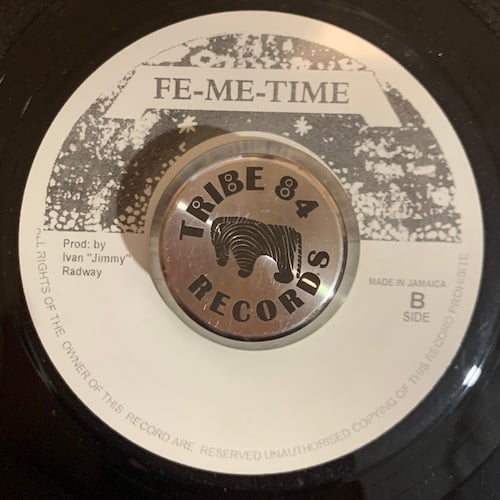 FE-ME-TIME
TRIBE 84
RECORDS
Prod: by
Ivan "Jimmy"
Radway
MADE IN JAMAICA
B
SIDE
ALL RIGHTS OF THE OWNER OF THIS RECORD ARE RESERVED UNAUTHORISED COPYING OF THIS RECORD PROHIBITE